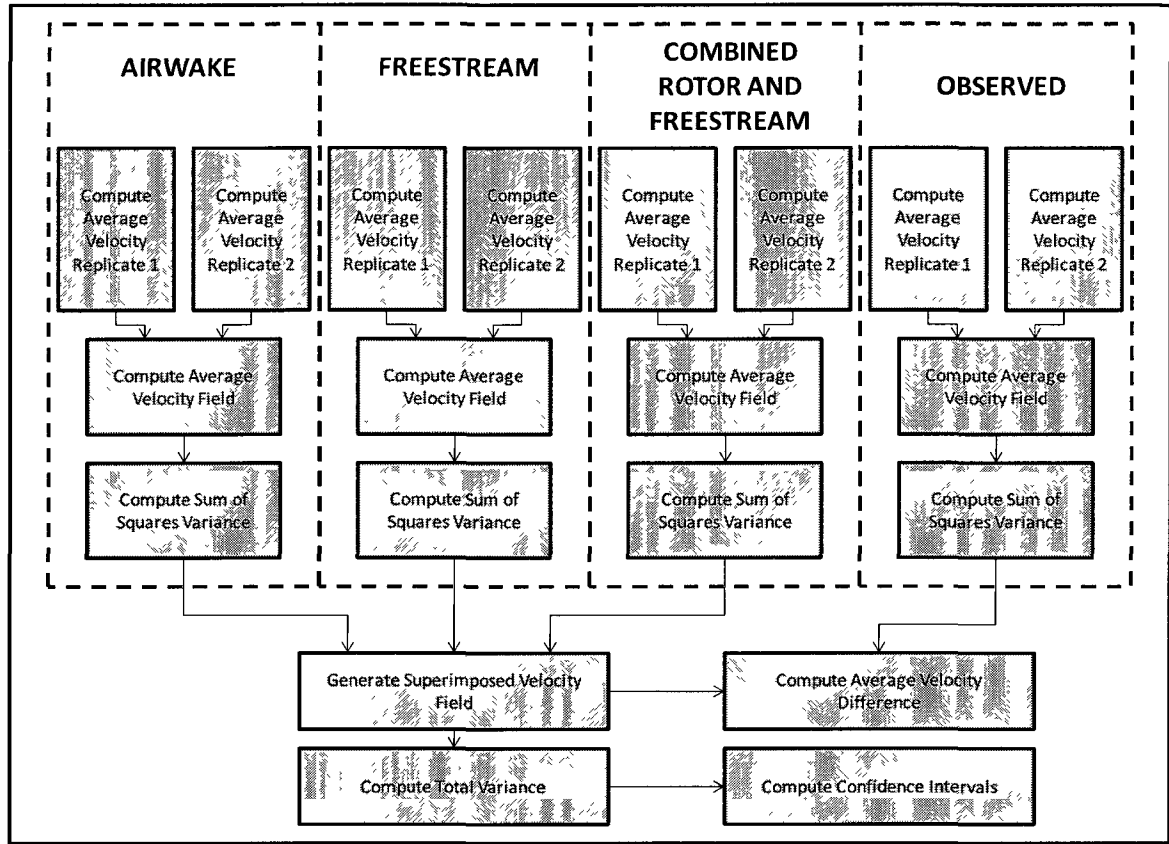 AIRWAKE
FREESTREAM
COMBINED
ROTOR AND
FREESTREAM
OBSERVED
Compute
Average
Velocity
Replicate 1
Compute
Average
Velocity
Replicate 2
Compute
Average
Velocity
Replicate 1
Compute
Average
Velocity
Replicate 2
Compute
Average
Velocity
Replicate 1
Compute
Average
Velocity
Replicate 2
Compute
Average
Velocity
Replicate 1
Compute
Average
Velocity
Replicate 2
Compute Average
Velocity Field
Compute Average
Velocity Field
Compute Average
Velocity Field
Compute Average
Velocity Field
Compute Sum of
Squares Variance
Compute Sum of
Squares Variance
Compute Sum of
Squares Variance
Compute Sum of
Squares Variance
Generate Superimposed Velocity
Field
Compute Average Velocity
Difference
Compute Total Variance
Compute Confidence Intervals